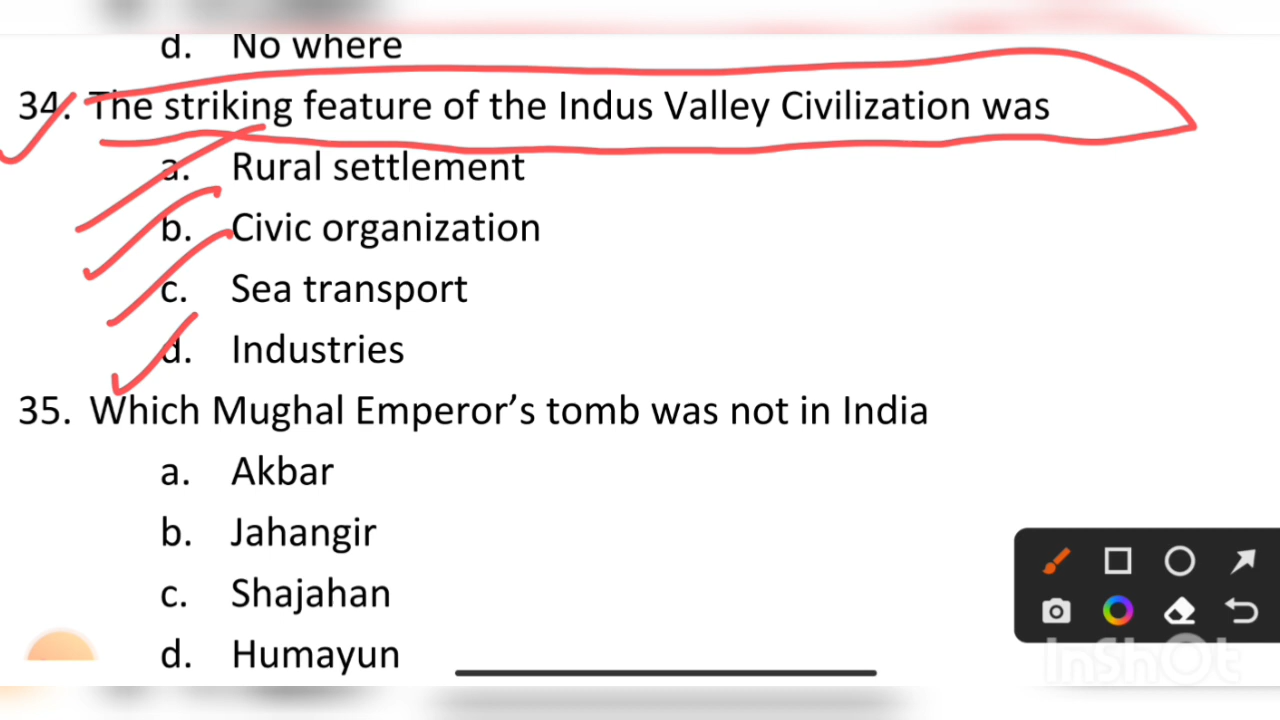 d. No where
34. The striking feature of the Indus Valley Civilization was
a. Rural settlement
b. Civic organization
c. Sea transport
d. Industries
35. Which Mughal Emperor’s tomb was not in India
a. Akbar
b. Jahangir
c. Shajahan
d. Humayun
InShOt